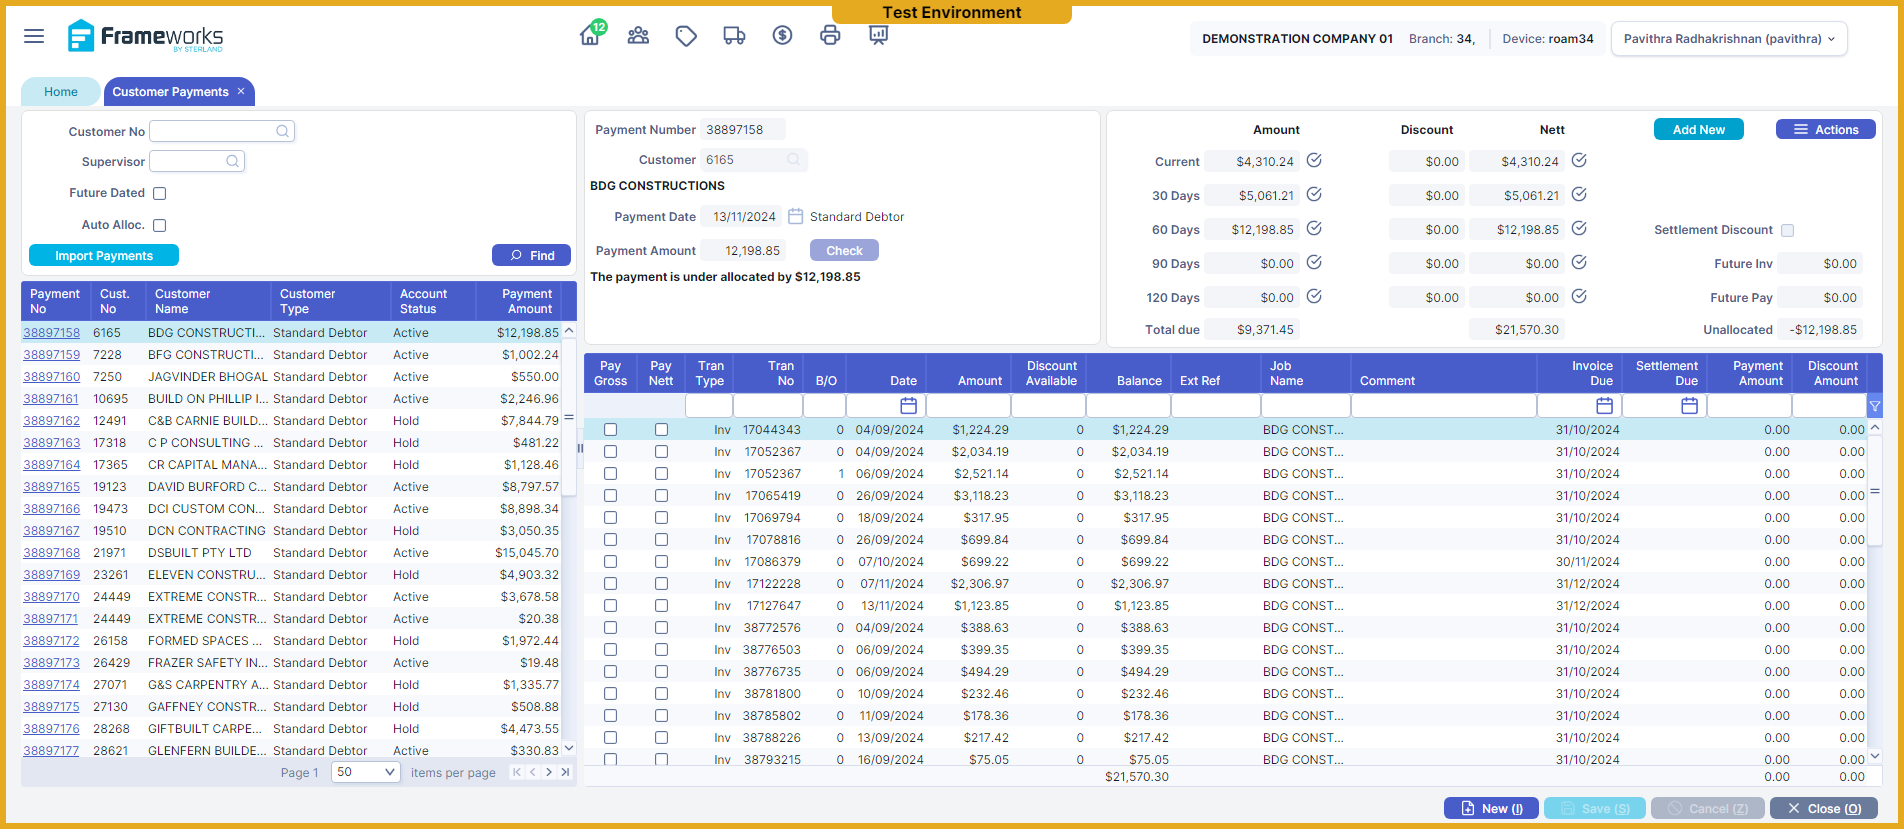 Test Environment
Frameworks
BY STERLAND
12
DEMONSTRATION COMPANY 01 Branch: 34, Device: roam34 Pavithra Radhakrishnan (pavithra)
Home Customer Payments ×
Customer No
Supervisor
Future Dated
Auto Alloc.
Import Payments Find
Payment No Cust. No Customer Name Customer Type Account Status Payment Amount
38897158 6165 BDG CONSTRUCTI... Standard Debtor Active $12,198.85
38897159 7228 BFG CONSTRUCTI... Standard Debtor Active $1,002.24
38897160 7250 JAGVINDER BHOGAL Standard Debtor Active $550.00
38897161 10695 BUILD ON PHILLIP I... Standard Debtor Active $2,246.96
38897162 12491 C&B CARNIE BUILD... Standard Debtor Hold $7,844.79
38897163 17318 C P CONSULTING ... Standard Debtor Hold $481.22
38897164 17365 CR CAPITAL MANA... Standard Debtor Hold $1,128.46
38897165 19123 DAVID BURFORD C... Standard Debtor Active $8,797.57
38897166 19473 DCI CUSTOM CON... Standard Debtor Active $8,898.34
38897167 19510 DCN CONTRACTING Standard Debtor Hold $3,050.35
38897168 21971 DSBUILT PTY LTD Standard Debtor Active $15,045.70
38897169 23261 ELEVEN CONSTRU... Standard Debtor Hold $4,903.32
38897170 24449 EXTREME CONSTR... Standard Debtor Active $3,678.58
38897171 24449 EXTREME CONSTR... Standard Debtor Active $20.38
38897172 26158 FORMED SPACES ... Standard Debtor Hold $1,972.44
38897173 26429 FRAZER SAFETY IN... Standard Debtor Active $19.48
38897174 27071 G&S CARPENTRY A... Standard Debtor Hold $1,335.77
38897175 27130 GAFFNEY CONSTR... Standard Debtor Hold $508.88
38897176 28268 GIFTBUILT CARPE... Standard Debtor Hold $4,473.55
38897177 28621 GLENFERN BUILDE... Standard Debtor Active $330.83
Page 1 50 items per page
Payment Number 38897158
Customer 6165
BDG CONSTRUCTIONS
Payment Date 13/11/2024 Standard Debtor
Payment Amount 12,198.85 Check
The payment is under allocated by $12,198.85
Amount Discount Nett Add New Actions
Current $4,310.24 $0.00 $4,310.24
30 Days $5,061.21 $0.00 $5,061.21
60 Days $12,198.85 $0.00 $12,198.85 Settlement Discount
90 Days $0.00 $0.00 $0.00 Future Inv $0.00
120 Days $0.00 $0.00 $0.00 Future Pay $0.00
Total due $9,371.45 $21,570.30 Unallocated -$12,198.85
Pay Gross Pay Nett Tran Type Tran No B/O Date Amount Discount Available Balance Ext Ref Job Name Comment Invoice Due Settlement Due Payment Amount Discount Amount
Inv 17044343 0 04/09/2024 $1,224.29 0 $1,224.29 BDG CONST... 31/10/2024 0.00 0.00
Inv 17052367 0 04/09/2024 $2,034.19 0 $2,034.19 BDG CONST... 31/10/2024 0.00 0.00
Inv 17052367 1 06/09/2024 $2,521.14 0 $2,521.14 BDG CONST... 31/10/2024 0.00 0.00
Inv 17065419 0 26/09/2024 $3,118.23 0 $3,118.23 BDG CONST... 31/10/2024 0.00 0.00
Inv 17069794 0 18/09/2024 $317.95 0 $317.95 BDG CONST... 31/10/2024 0.00 0.00
Inv 17078816 0 26/09/2024 $699.84 0 $699.84 BDG CONST... 31/10/2024 0.00 0.00
Inv 17086379 0 07/10/2024 $699.22 0 $699.22 BDG CONST... 30/11/2024 0.00 0.00
Inv 17122228 0 07/11/2024 $2,306.97 0 $2,306.97 BDG CONST... 31/12/2024 0.00 0.00
Inv 17127647 0 13/11/2024 $1,123.85 0 $1,123.85 BDG CONST... 31/12/2024 0.00 0.00
Inv 38772576 0 04/09/2024 $388.63 0 $388.63 BDG CONST... 31/10/2024 0.00 0.00
Inv 38776503 0 06/09/2024 $399.35 0 $399.35 BDG CONST... 31/10/2024 0.00 0.00
Inv 38776735 0 06/09/2024 $494.29 0 $494.29 BDG CONST... 31/10/2024 0.00 0.00
Inv 38781800 0 10/09/2024 $232.46 0 $232.46 BDG CONST... 31/10/2024 0.00 0.00
Inv 38785802 0 11/09/2024 $178.36 0 $178.36 BDG CONST... 31/10/2024 0.00 0.00
Inv 38788226 0 13/09/2024 $217.42 0 $217.42 BDG CONST... 31/10/2024 0.00 0.00
Inv 38793215 0 16/09/2024 $75.05 0 $75.05 BDG CONST... 31/10/2024 0.00 0.00
$21,570.30 0.00 0.00
New (I) Save (S) Cancel (Z) Close (O)